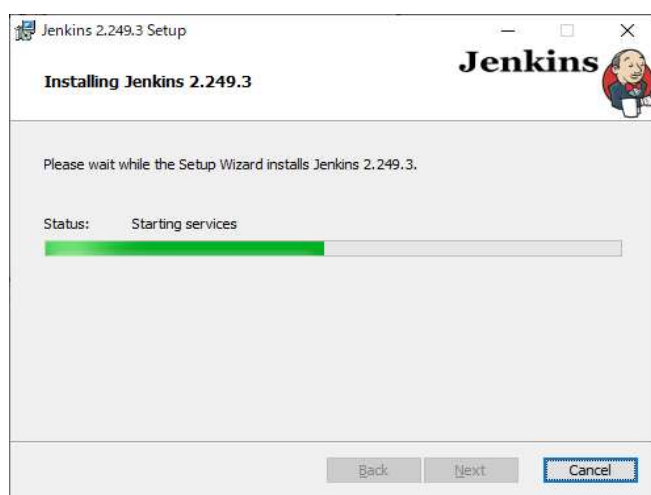 Jenkins 2.249.3 Setup
Jenkins
Installing Jenkins 2.249.3
Please wait while the Setup Wizard installs Jenkins 2.249.3.
Status: Starting services
Back Next Cancel